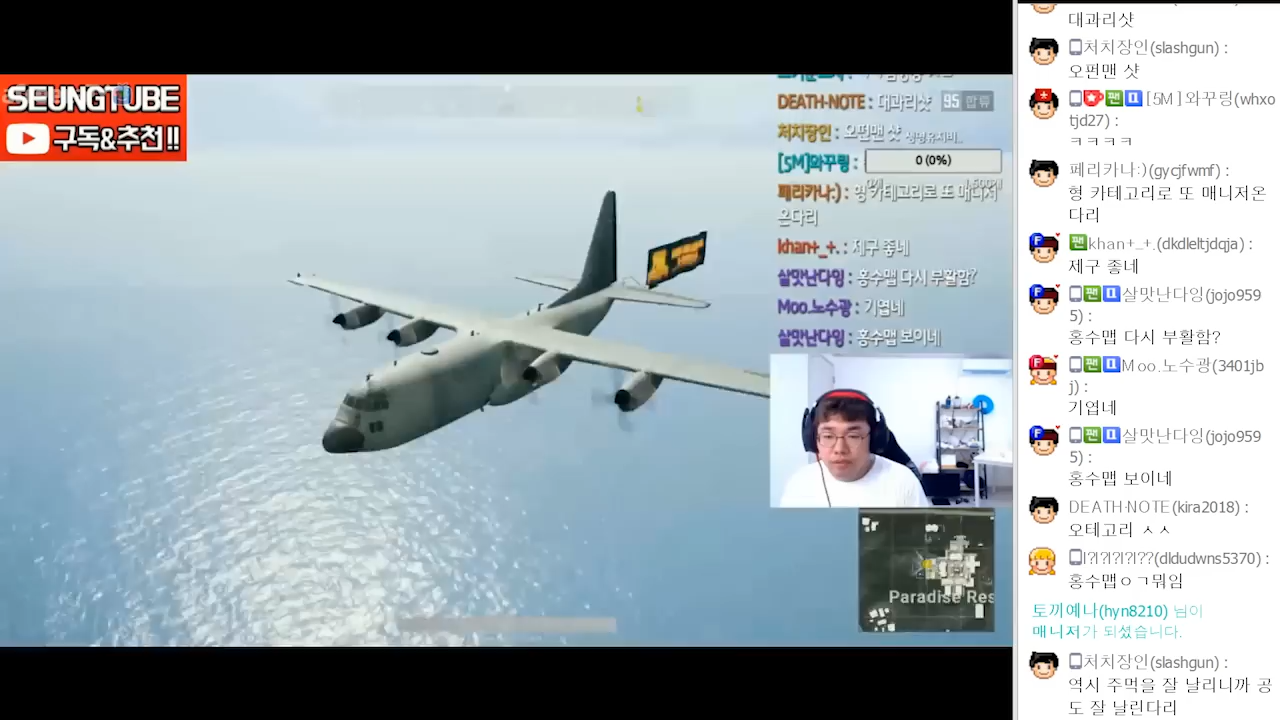 SEUNGTUBE
구독&추천!!
DEATH-NOTE : 대과리샷
95 합류
처치장인 : 오펀맨 샷
[5M]와꾸링 :
0 (0%)
페리카나:) : 형 카테고리로 또 매니저
온다리
khan+_+. : 제구 좋네
살맛난다잉 : 홍수맵 다시 부활함?
Moo.노수광 : 기엽네
살맛난다잉 : 홍수맵 보이네
Paradise Res
대과리샷
처치장인(slashgun) :
오펀맨 샷
팬 [5M]와꾸링(whxo
tjd27) :
ㅋㅋㅋㅋ
페리카나:)(gycjfwmf) :
형 카테고리로 또 매니저온
다리
팬 khan+_+.(dkdleltjdqja) :
제구 좋네
팬 살맛난다잉(jojo959
5) :
홍수맵 다시 부활함?
팬 Moo.노수광(3401jb
j) :
기엽네
팬 살맛난다잉(jojo959
5) :
홍수맵 보이네
DEATH-NOTE(kira2018) :
오테고리 ㅅㅅ
l?!?!?!?!??(dldudwns5370) :
홍수맵ㅇㄱ뭐임
토끼예나(hyn8210) 님이
매니저가 되셨습니다.
처치장인(slashgun) :
역시 주먹을 잘 날리니까 공
도 잘 날린다리